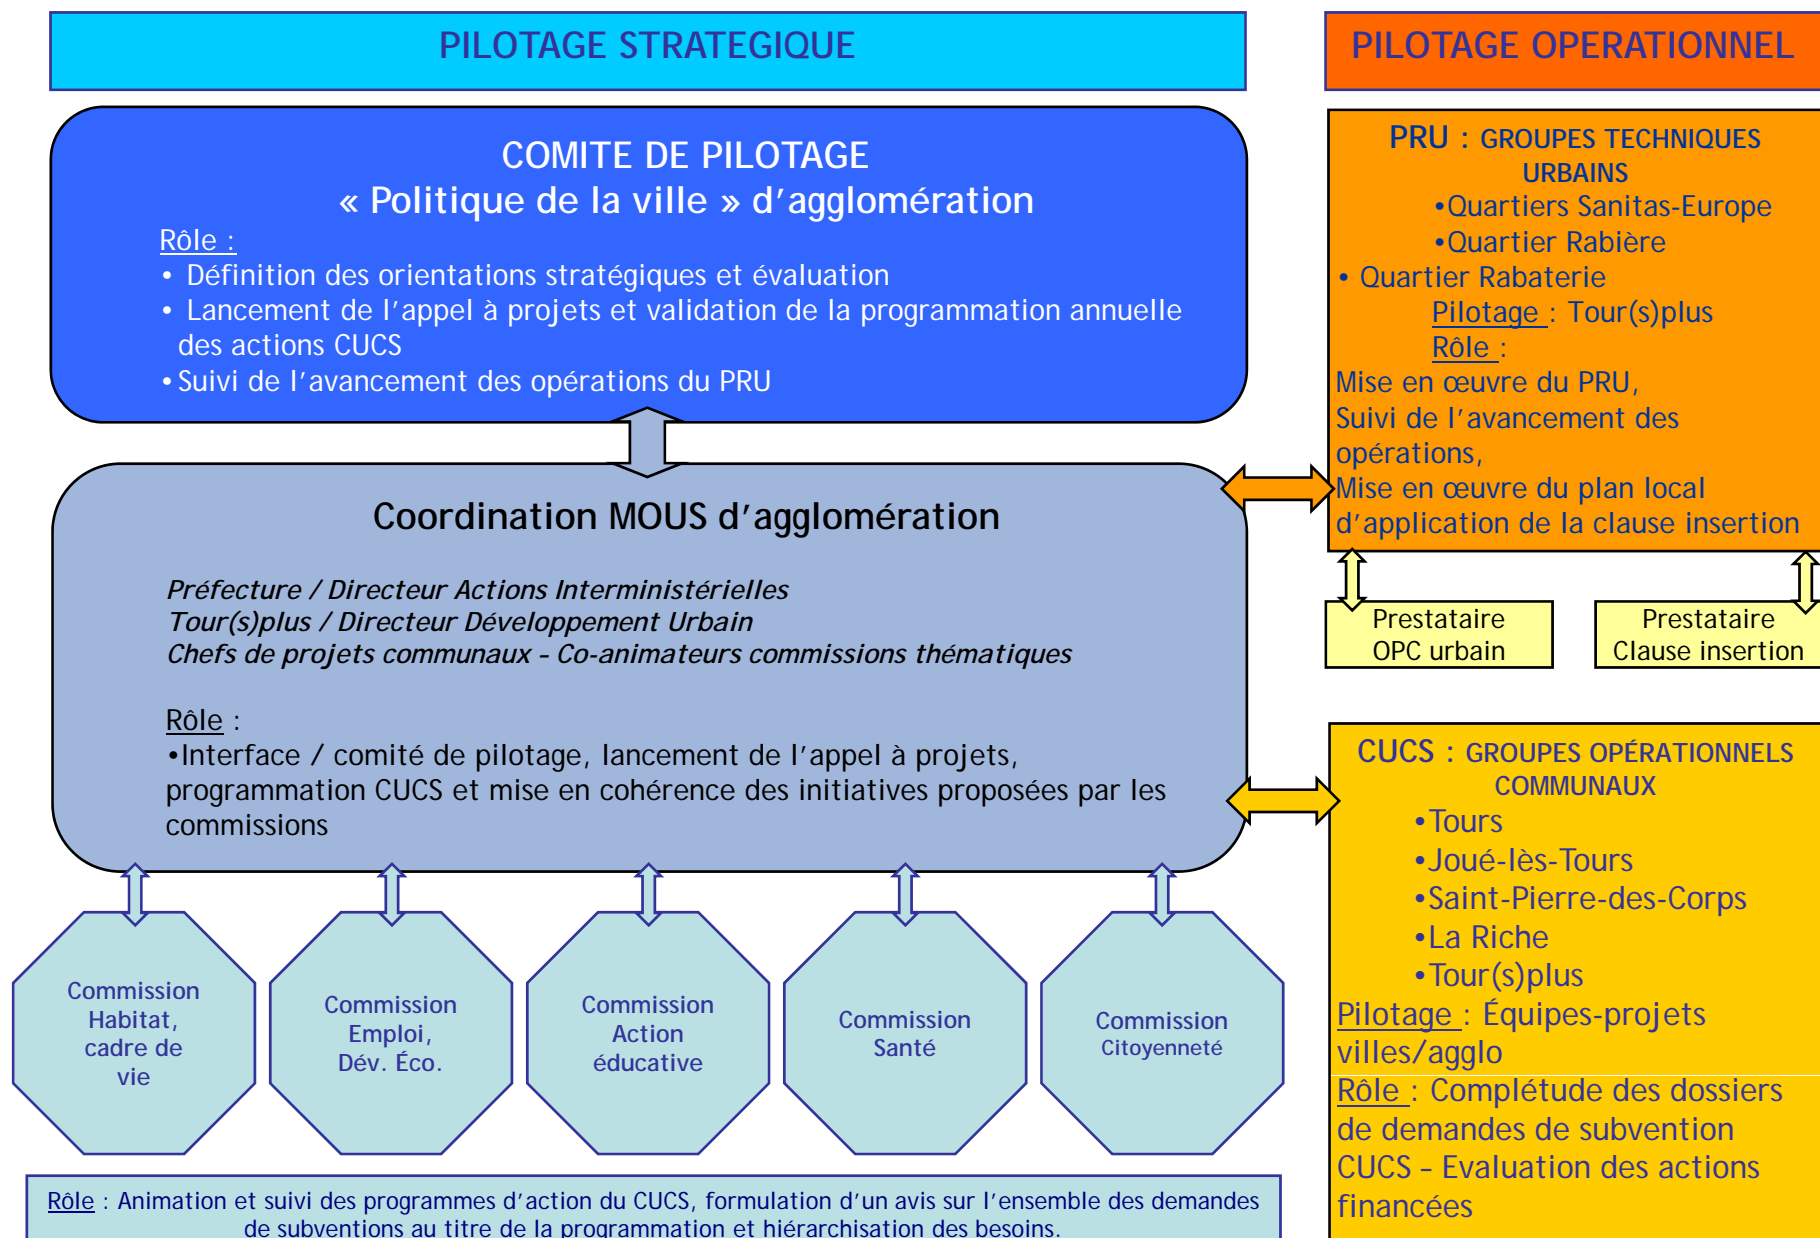 PILOTAGE STRATEGIQUE
COMITE DE PILOTAGE
« Politique de la ville » d’agglomération
Rôle :
• Définition des orientations stratégiques et évaluation
• Lancement de l’appel à projets et validation de la programmation annuelle
des actions CUCS
• Suivi de l’avancement des opérations du PRU
Coordination MOUS d’agglomération
Préfecture / Directeur Actions Interministérielles
Tour(s)plus / Directeur Développement Urbain
Chefs de projets communaux – Co-animateurs commissions thématiques
Rôle :
•Interface / comité de pilotage, lancement de l’appel à projets,
programmation CUCS et mise en cohérence des initiatives proposées par les
commissions
Commission
Habitat,
cadre de
vie
Commission
Emploi,
Dév. Éco.
Commission
Action
éducative
Commission
Santé
Commission
Citoyenneté
Rôle : Animation et suivi des programmes d’action du CUCS, formulation d’un avis sur l’ensemble des demandes
de subventions au titre de la programmation et hiérarchisation des besoins.
PILOTAGE OPERATIONNEL
PRU : GROUPES TECHNIQUES
URBAINS
•Quartiers Sanitas-Europe
•Quartier Rabière
• Quartier Rabaterie
Pilotage : Tour(s)plus
Rôle :
Mise en œuvre du PRU,
Suivi de l’avancement des
opérations,
Mise en œuvre du plan local
d’application de la clause insertion
Prestataire
OPC urbain
Prestataire
Clause insertion
CUCS : GROUPES OPÉRATIONNELS
COMMUNAUX
•Tours
•Joué-lès-Tours
•Saint-Pierre-des-Corps
•La Riche
•Tour(s)plus
Pilotage : Équipes-projets
villes/agglo
Rôle : Complétude des dossiers
de demandes de subvention
CUCS – Evaluation des actions
financées